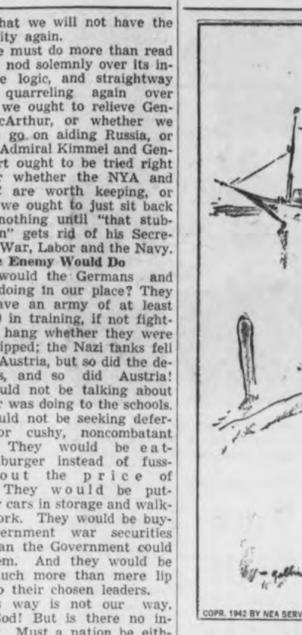 hat we will not have the
ity again.
e must do more than read
nod solemnly over its in-
e logic, and straightway
quarreling again over
we ought to relieve Gen-
cArthur, or whether we
go on aiding Russia, or
Admiral Kimmel and Gen-
rt ought to be tried right
r whether the NYA and
are worth keeping, or
we ought to just sit back
nothing until "that stub-
n" gets rid of his Secre-
War, Labor and the Navy.
e Enemy Would Do
would the Germans and
doing in our place? They
ave an army of at least
) in training, if not fight-
hang whether they were
ipped; the Nazi tanks fell
Austria, but so did the de-
s, and so did Austria!
uld not be talking about
r was doing to the schools.
uld not be seeking defer-
or cushy, noncombatant
They would be eat-
burger instead of fuss-
out the price of
They would be put-
cars in storage and walk-
ork. They would be buy-
ernment war securities
an the Government could
em. And they would be
uch more than mere lip
o their chosen leaders.
s way is not our way,
od! But is there no in-
Must a nation be eith-
COPR. 1942 BY NEA SERV